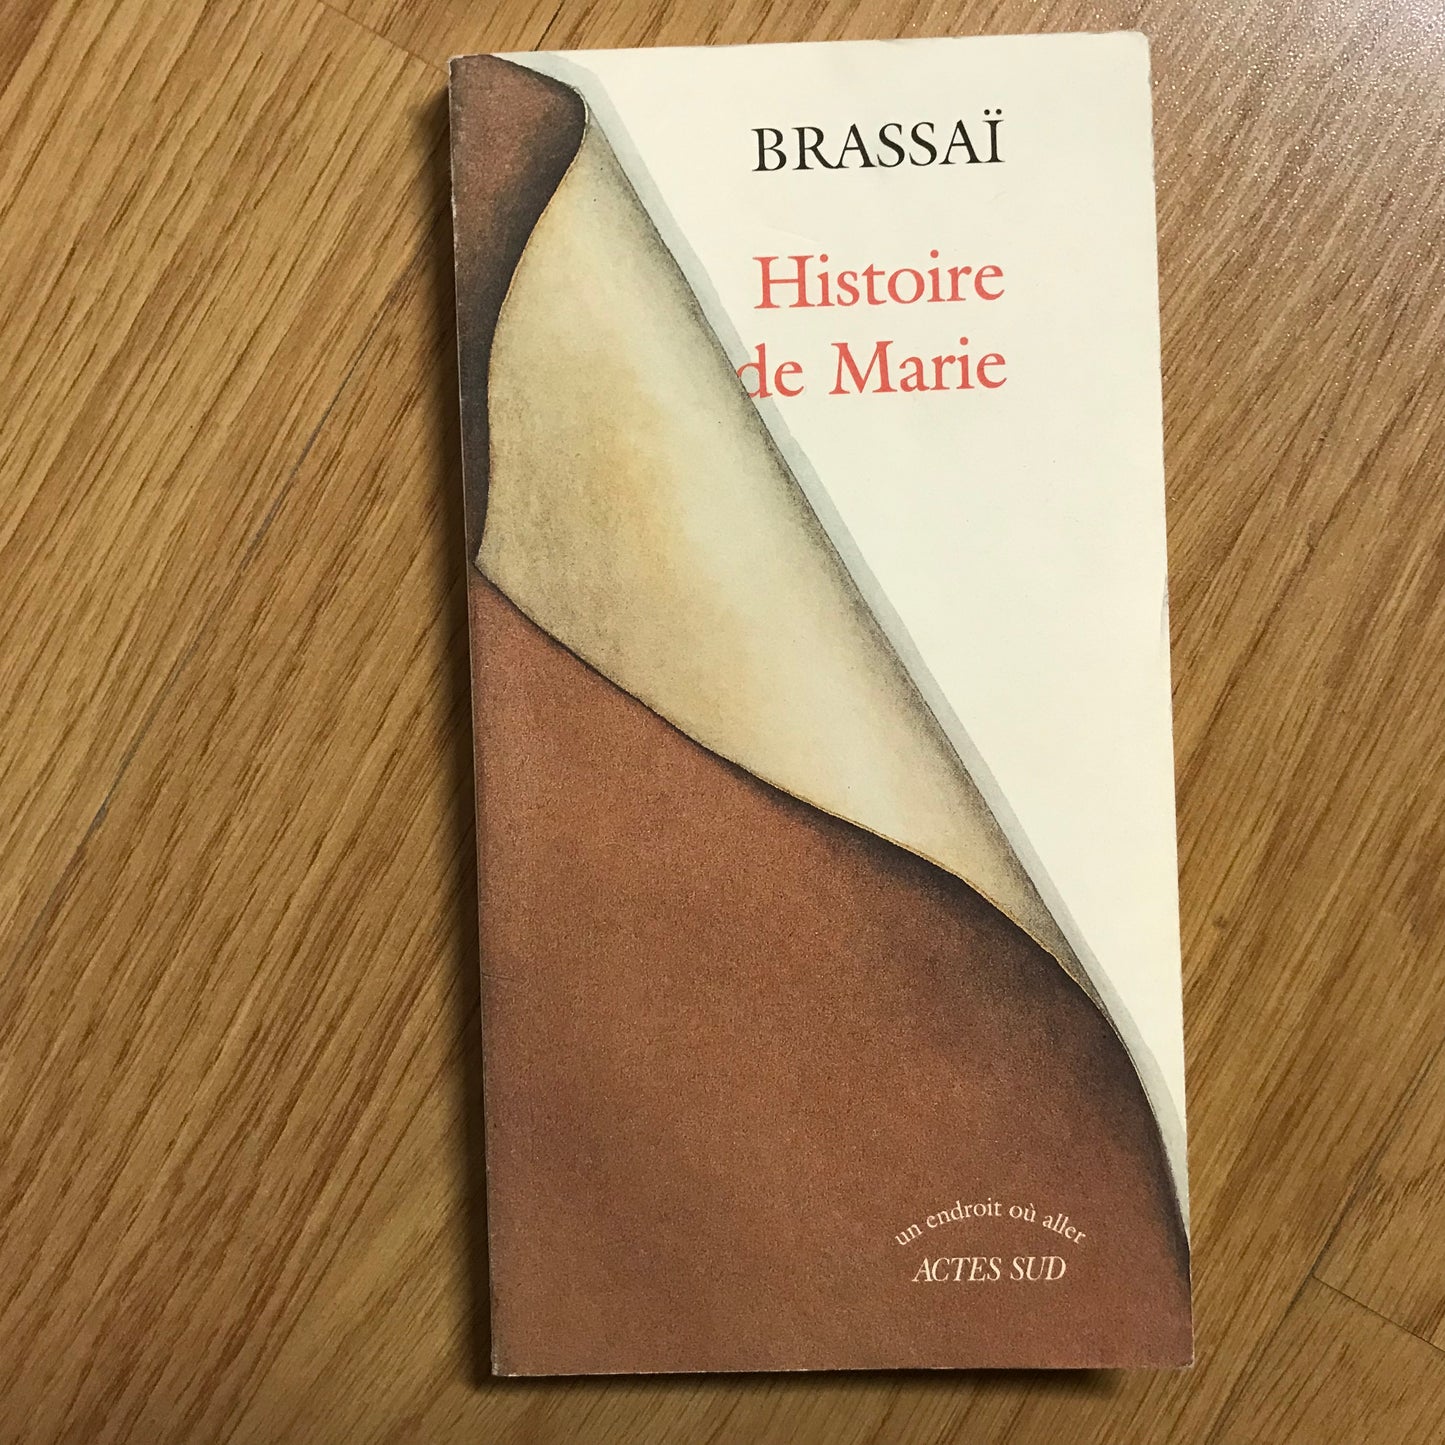 BRASSAÏ
Histoire
de Marie
un endroit où aller
ACTES SUD